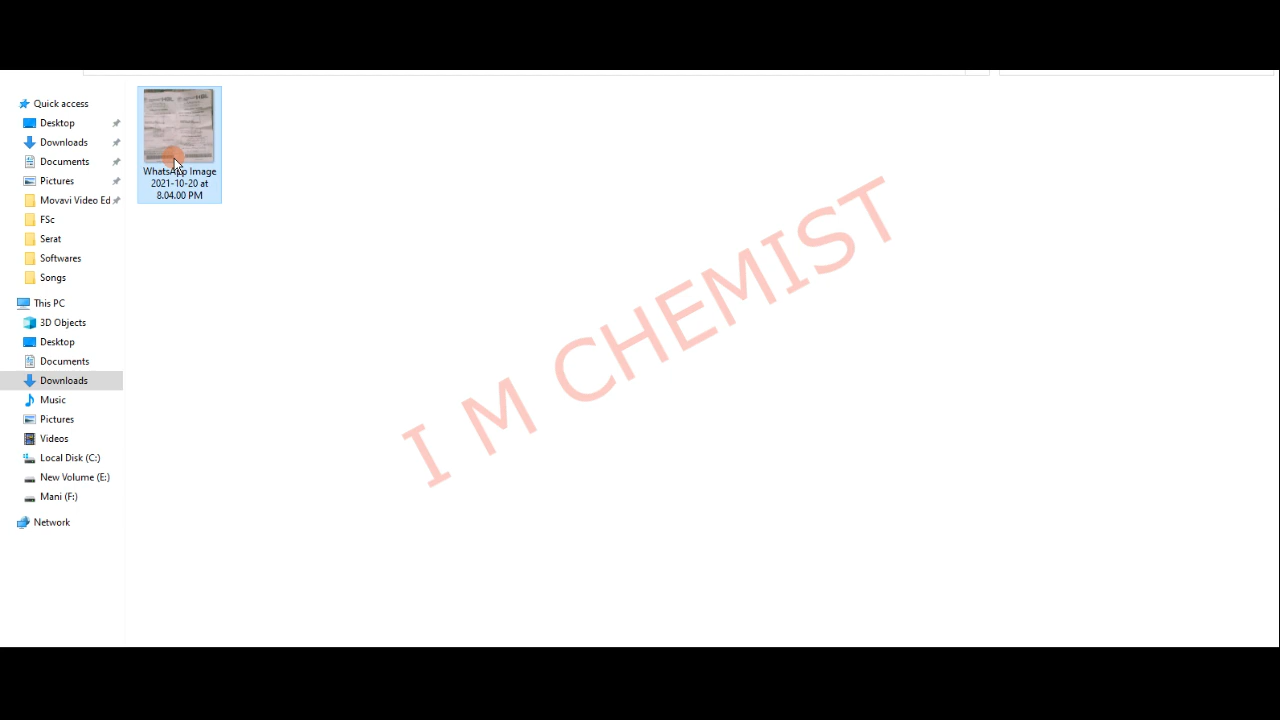 Quick access
Desktop
Downloads
Documents
Pictures
Movavi Video Ed
FSc
Serat
Softwares
Songs
This PC
3D Objects
Desktop
Documents
Downloads
Music
Pictures
Videos
Local Disk (C:)
New Volume (E:)
Mani (F:)
Network
WhatsApp Image
2021-10-20 at
8.04.00 PM
I M CHEMIST